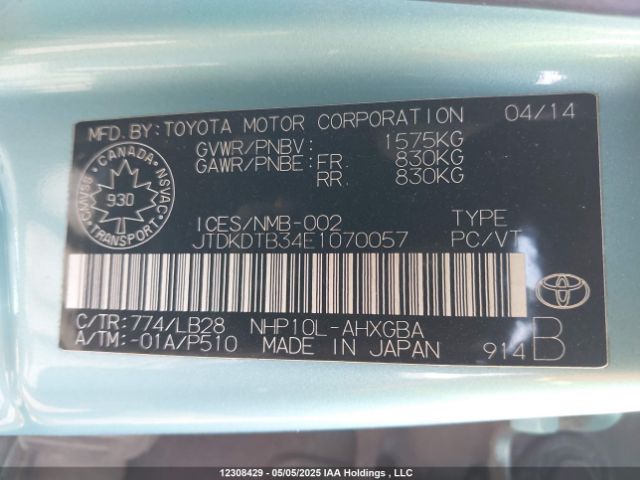 MFD.BY:TOYOTA MOTOR CORPORATION 04/14
GVWR/PNBV: 1575KG
GAWR/PNBE:FR 830KG
RR 830KG
CANADA
CMVSS NSVAC
930
TRANSPORT
ICES/NMB-002 TYPE
JTDKDTB34E1070057 PC/VT
C/TR:774/LB28 NHP10L-AHXGBA
A/TM:-01A/P510 MADE IN JAPAN 914 B
12308429 - 05/05/2025 IAA Holdings , LLC